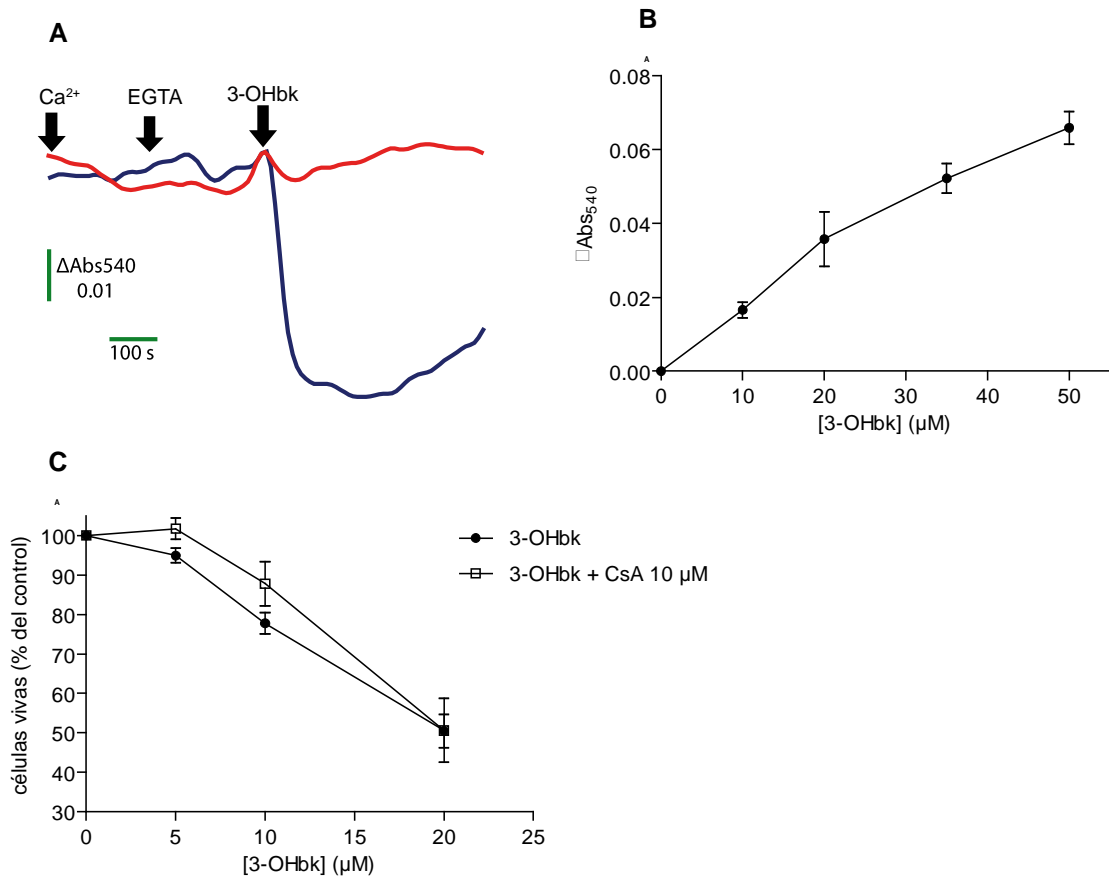 A
Ca²⁺ EGTA 3-OHbk
ΔAbs540
0.01
100 s
B
A
0.08
0.06
0.04
0.02
0.00
□Abs₅₄₀
0 10 20 30 40 50
[3-OHbk] (µM)
C
A
100
90
80
70
60
50
40
30
células vivas (% del control)
0 5 10 15 20 25
[3-OHbk] (µM)
3-OHbk
3-OHbk + CsA 10 µM